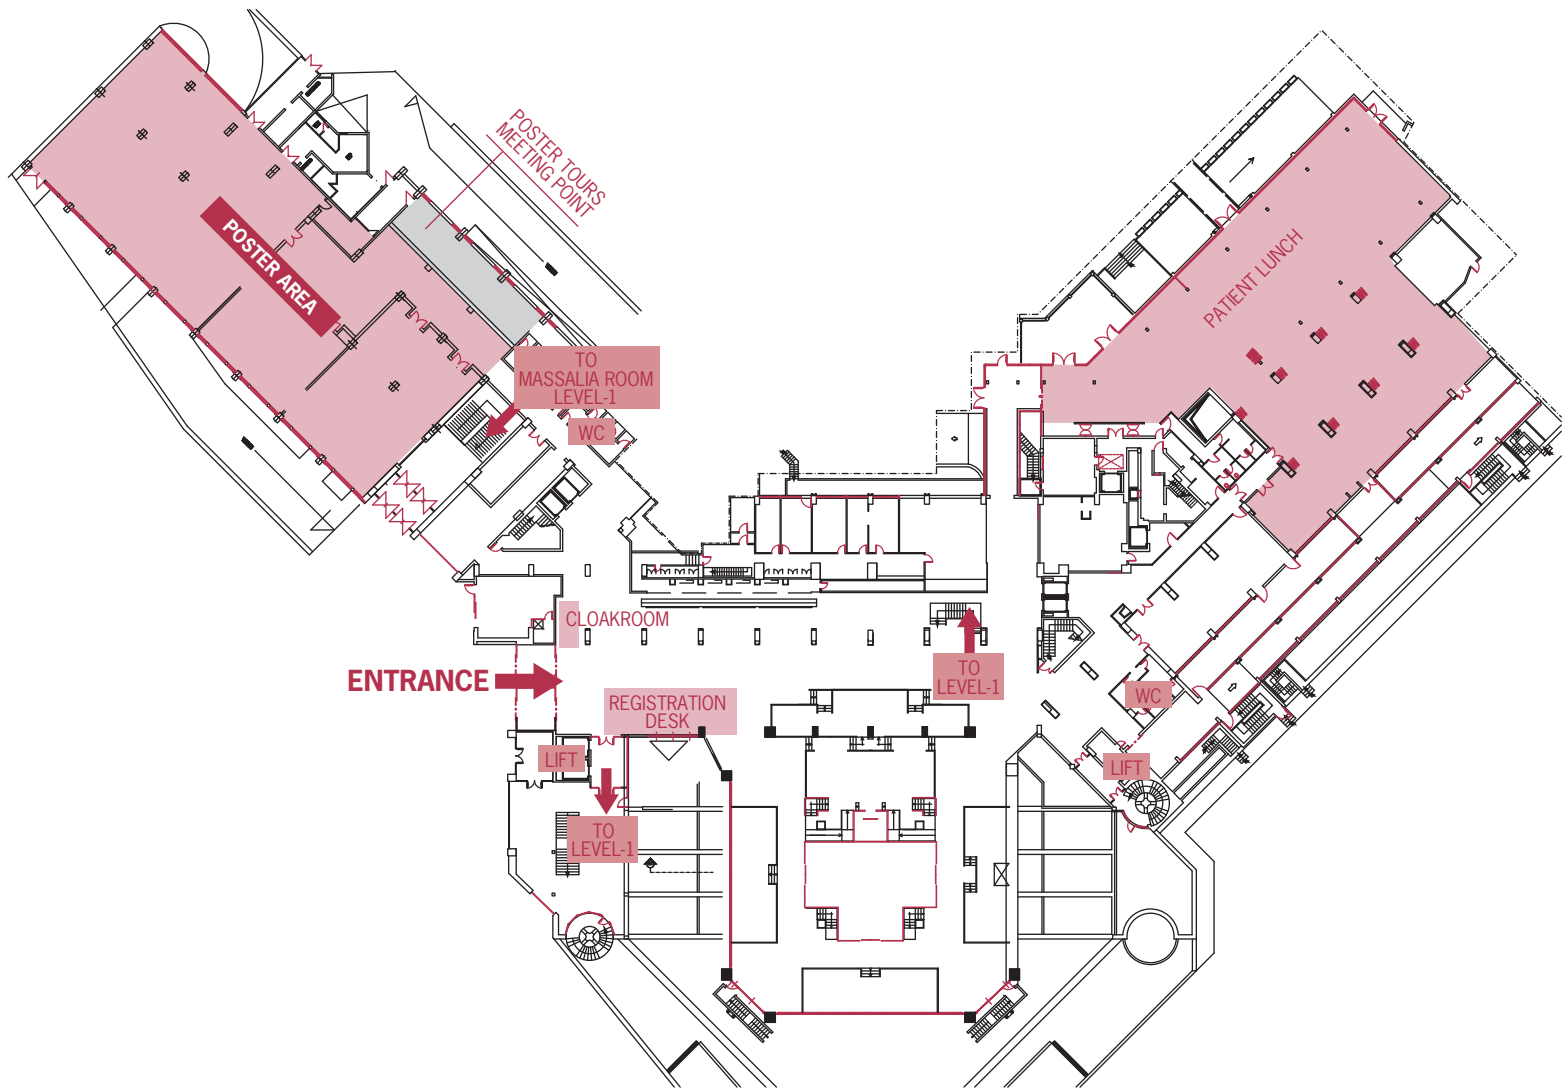 POSTER TOURS
MEETING POINT
POSTER AREA
PATIENT LUNCH
TO
MASSALIA ROOM
LEVEL-1
WC
CLOAKROOM
ENTRANCE
TO
LEVEL-1
WC
REGISTRATION
DESK
LIFT
LIFT
TO
LEVEL-1